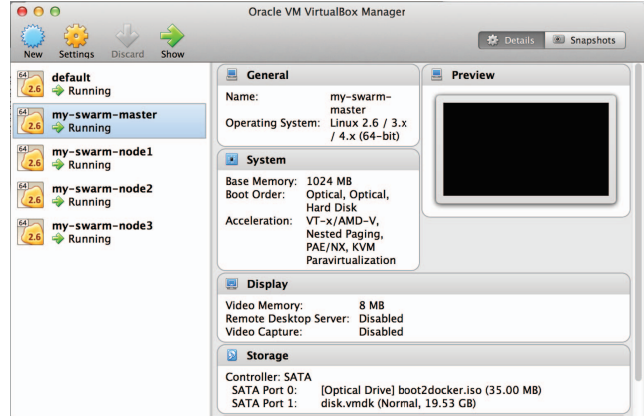 Oracle VM VirtualBox Manager
New Settings Discard Show
Details Snapshots
64 2.6 default
Running
64 2.6 my-swarm-master
Running
64 2.6 my-swarm-node1
Running
64 2.6 my-swarm-node2
Running
64 2.6 my-swarm-node3
Running
General
Name: my-swarm-
master
Operating System: Linux 2.6 / 3.x
/ 4.x (64-bit)
System
Base Memory: 1024 MB
Boot Order: Optical, Optical,
Hard Disk
Acceleration: VT-x/AMD-V,
Nested Paging,
PAE/NX, KVM
Paravirtualization
Preview
Display
Video Memory: 8 MB
Remote Desktop Server: Disabled
Video Capture: Disabled
Storage
Controller: SATA
SATA Port 0: [Optical Drive] boot2docker.iso (35.00 MB)
SATA Port 1: disk.vmdk (Normal, 19.53 GB)